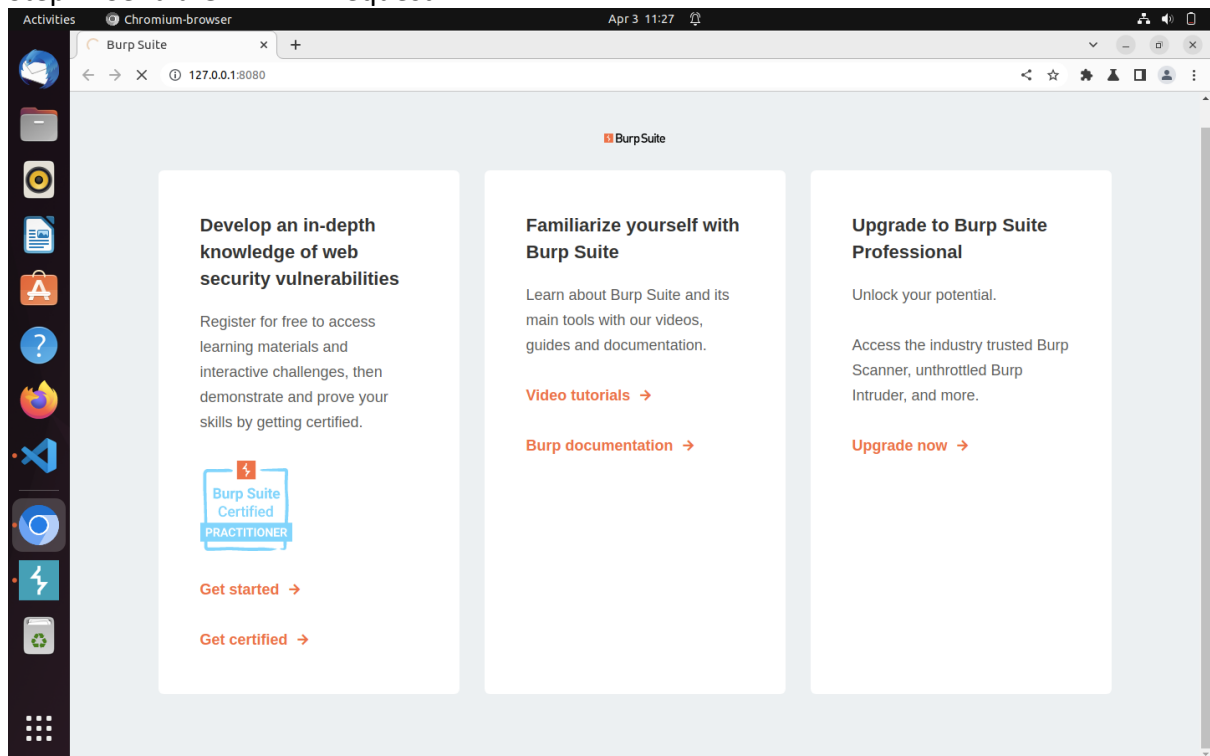 Activities
Chromium-browser
Apr 3 11:27
Burp Suite
127.0.0.1:8080
Burp Suite
Develop an in-depth
knowledge of web
security vulnerabilities
Register for free to access
learning materials and
interactive challenges, then
demonstrate and prove your
skills by getting certified.
Burp Suite
Certified
PRACTITIONER
Get started →
Get certified →
Familiarize yourself with
Burp Suite
Learn about Burp Suite and its
main tools with our videos,
guides and documentation.
Video tutorials →
Burp documentation →
Upgrade to Burp Suite
Professional
Unlock your potential.
Access the industry trusted Burp
Scanner, unthrottled Burp
Intruder, and more.
Upgrade now →